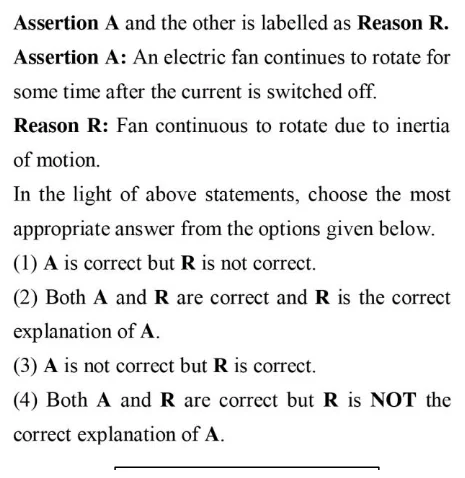 Assertion A and the other is labelled as Reason R.
Assertion A: An electric fan continues to rotate for
some time after the current is switched off.
Reason R: Fan continuous to rotate due to inertia
of motion.
In the light of above statements, choose the most
appropriate answer from the options given below.
(1) A is correct but R is not correct.
(2) Both A and R are correct and R is the correct
explanation of A.
(3) A is not correct but R is correct.
(4) Both A and R are correct but R is NOT the
correct explanation of A.